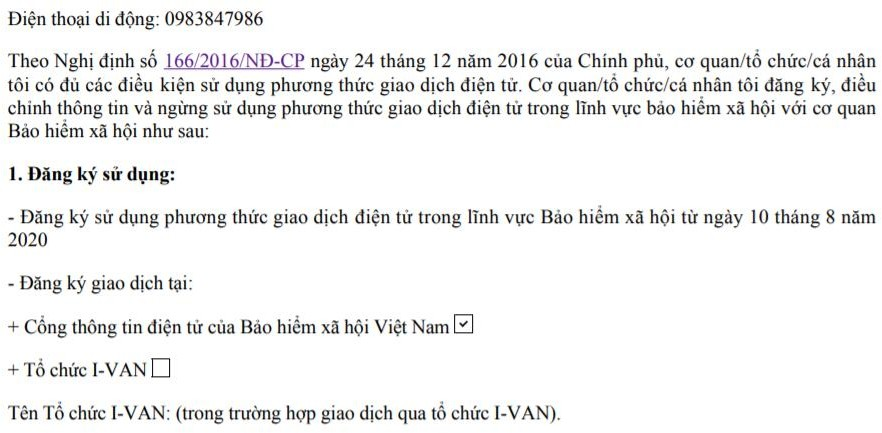 Điện thoại di động: 0983847986
Theo Nghị định số 166/2016/NĐ-CP ngày 24 tháng 12 năm 2016 của Chính phủ, cơ quan/tổ chức/cá nhân
tôi có đủ các điều kiện sử dụng phương thức giao dịch điện tử. Cơ quan/tổ chức/cá nhân tôi đăng ký, điều
chỉnh thông tin và ngừng sử dụng phương thức giao dịch điện tử trong lĩnh vực bảo hiểm xã hội với cơ quan
Bảo hiểm xã hội như sau:
1. Đăng ký sử dụng:
- Đăng ký sử dụng phương thức giao dịch điện tử trong lĩnh vực Bảo hiểm xã hội từ ngày 10 tháng 8 năm
2020
- Đăng ký giao dịch tại:
+ Cổng thông tin điện tử của Bảo hiểm xã hội Việt Nam ☑
+ Tổ chức I-VAN ☐
Tên Tổ chức I-VAN: (trong trường hợp giao dịch qua tổ chức I-VAN).